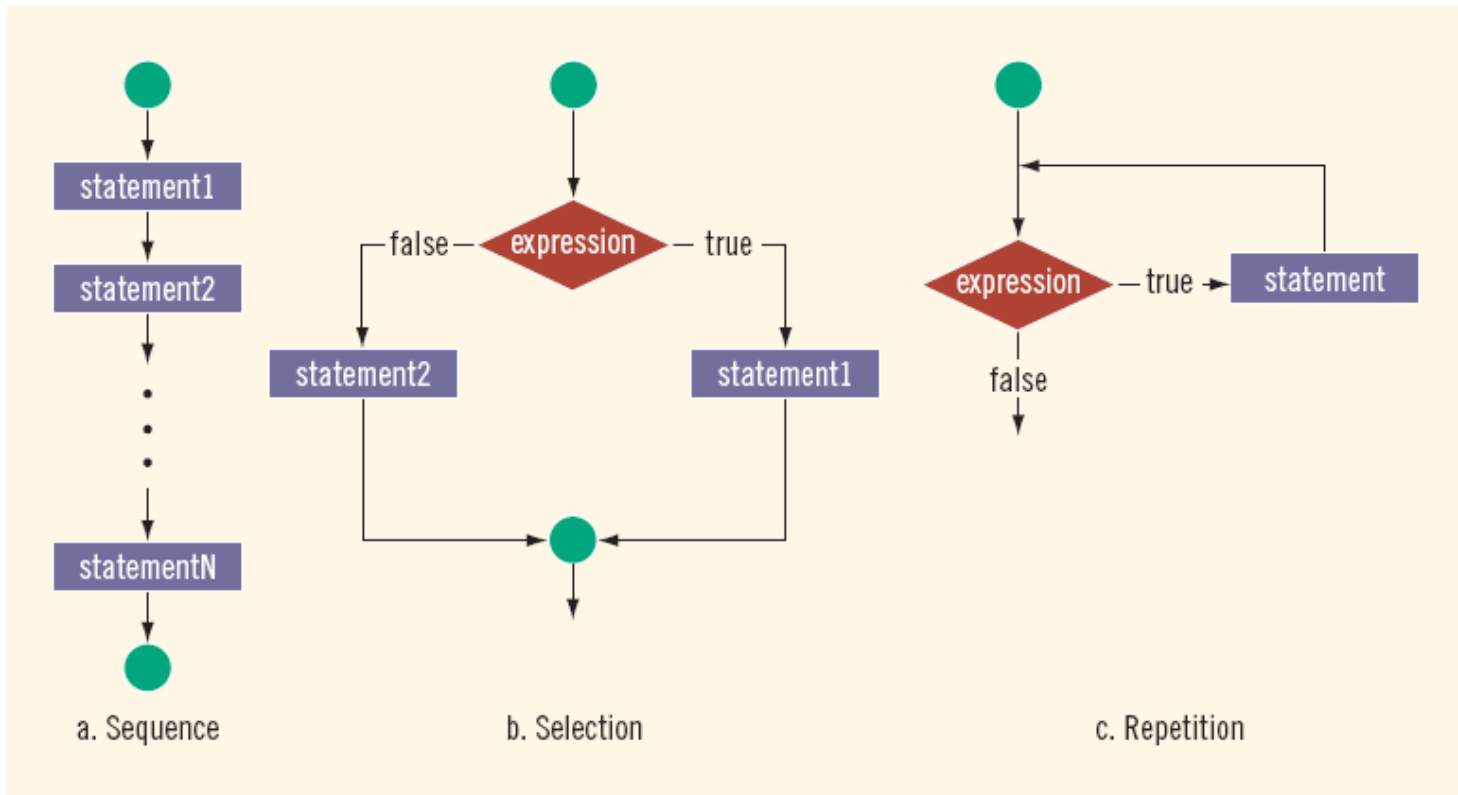 statement1
statement2
statementN
a. Sequence
false
expression
true
statement2
statement1
b. Selection
expression
true
statement
false
c. Repetition